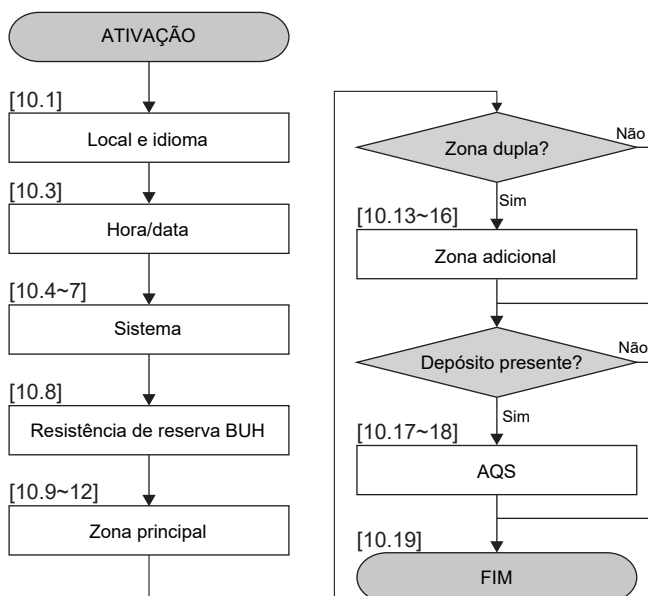 ATIVAÇÃO
[10.1]
Local e idioma
[10.3]
Hora/data
[10.4~7]
Sistema
[10.8]
Resistência de reserva BUH
[10.9~12]
Zona principal
Zona dupla?
Não
Sim
[10.13~16]
Zona adicional
Depósito presente?
Não
Sim
[10.17~18]
AQS
[10.19]
FIM